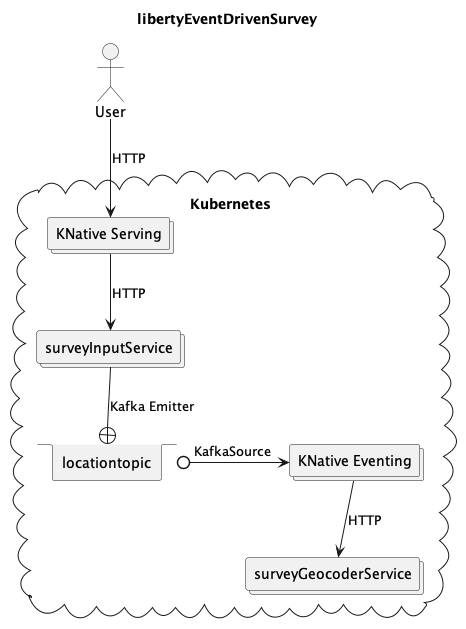 libertyEventDrivenSurvey
User
HTTP
Kubernetes
KNative Serving
HTTP
surveyInputService
Kafka Emitter
locationtopic
KafkaSource
KNative Eventing
HTTP
surveyGeocoderService